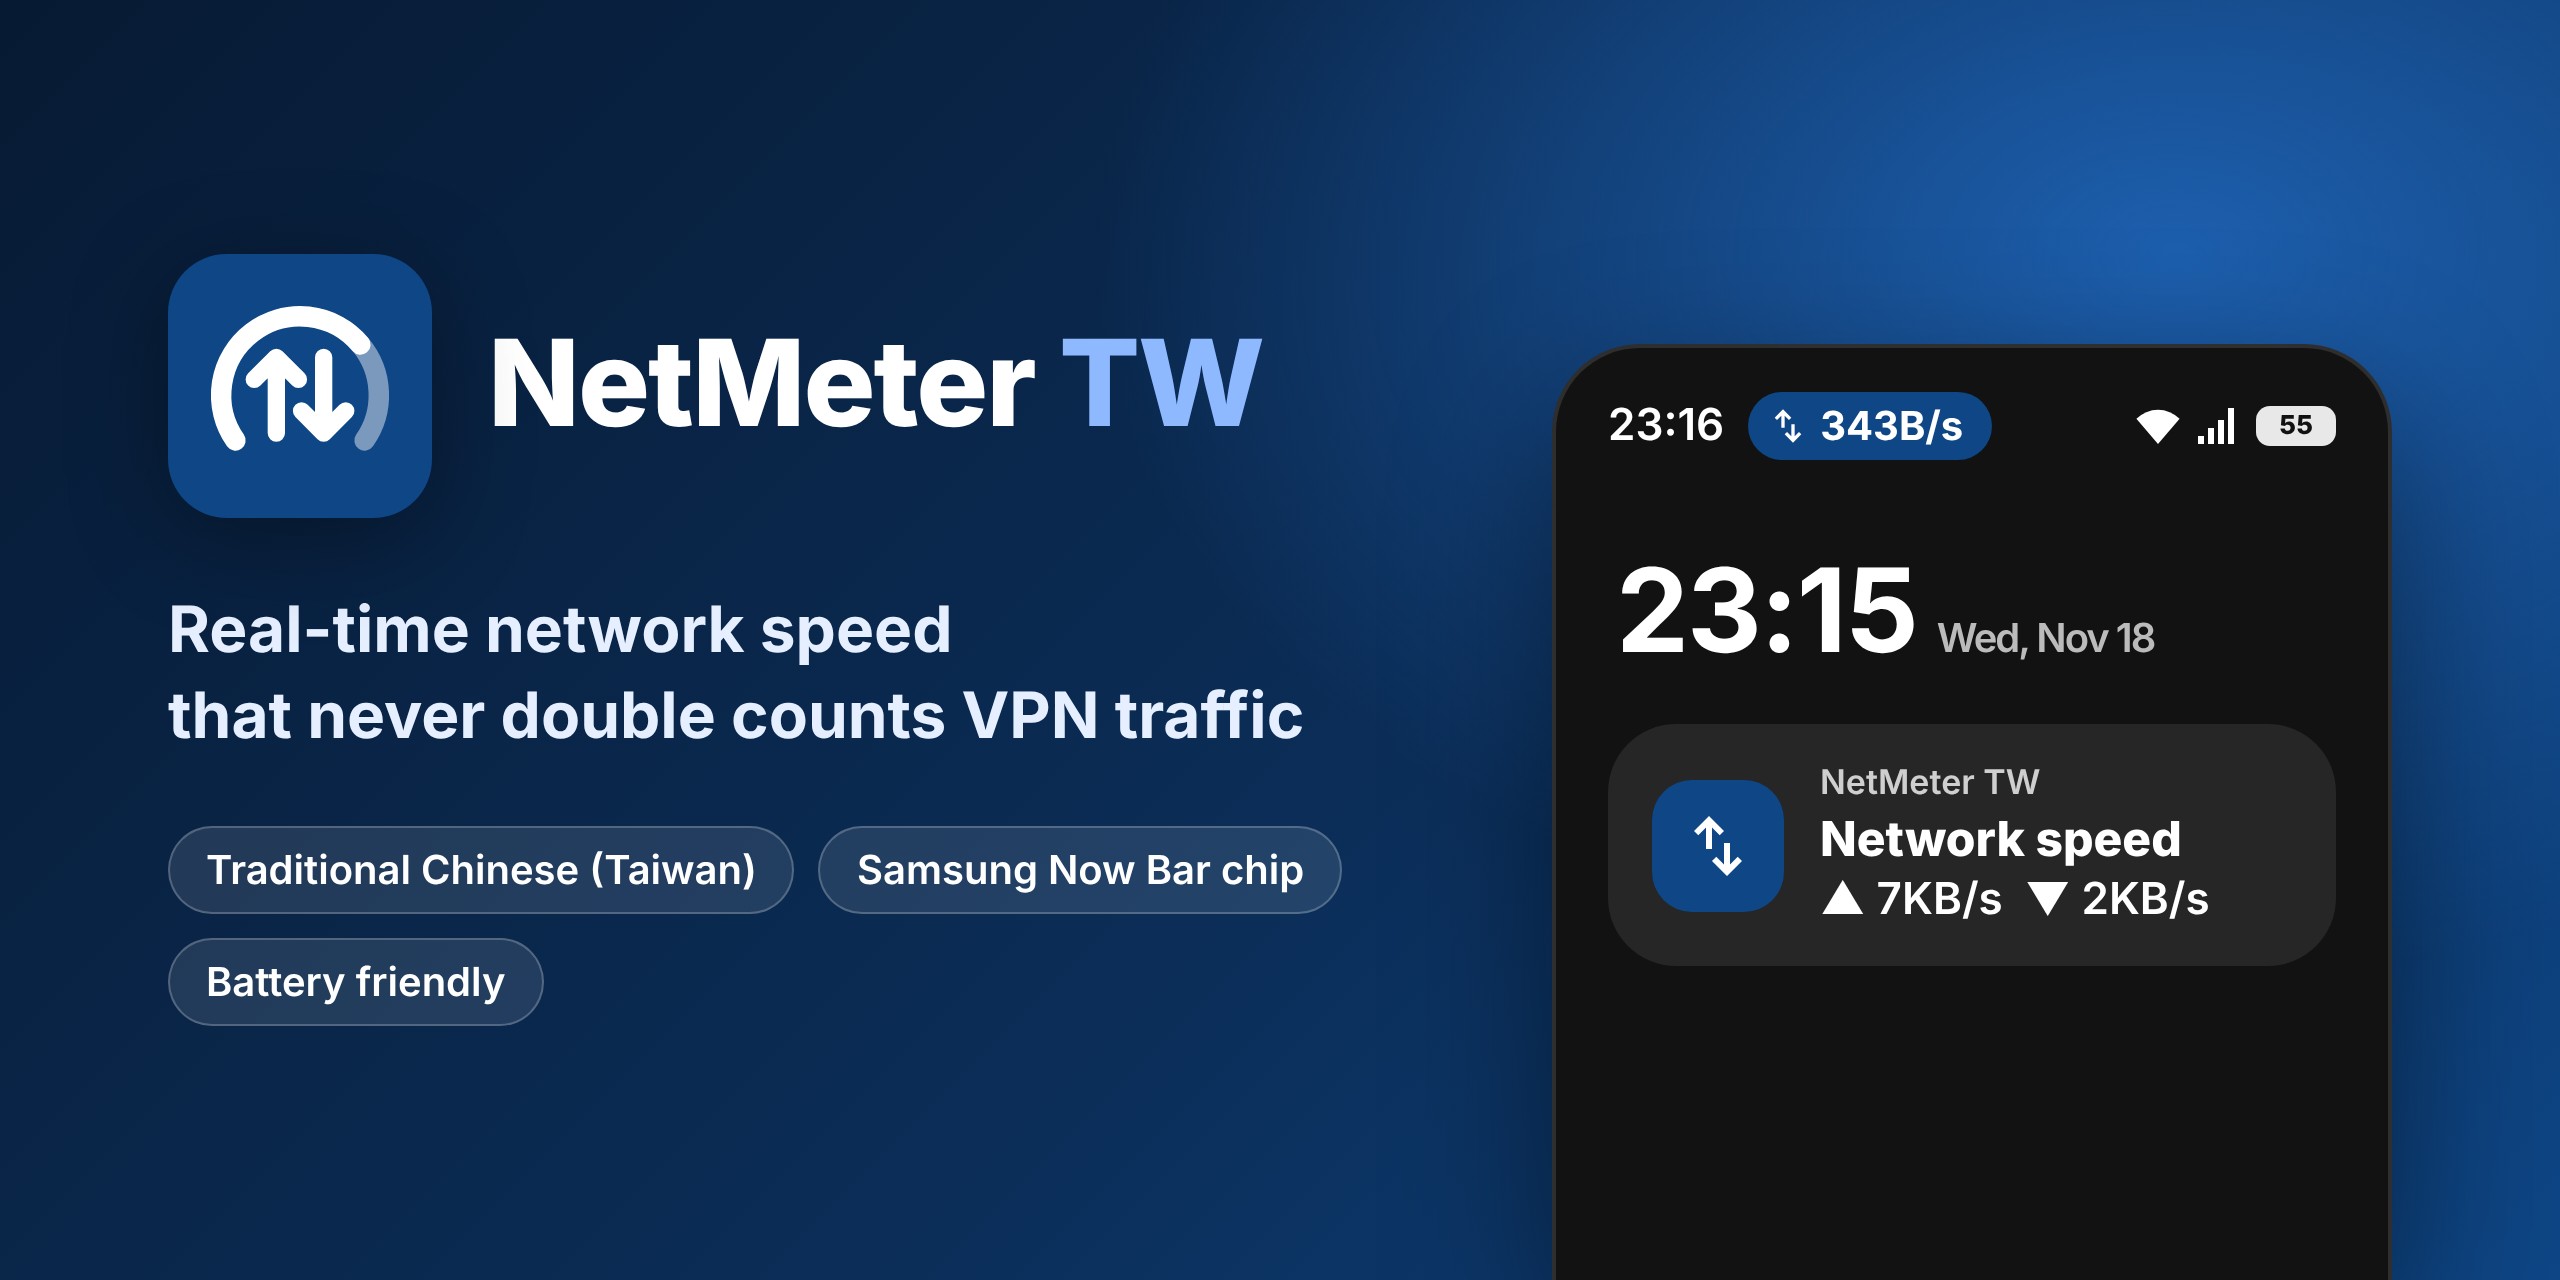 NetMeter TW
Real-time network speed
that never double counts VPN traffic
Traditional Chinese (Taiwan)
Samsung Now Bar chip
Battery friendly
23:16
343B/s
55
23:15 Wed, Nov 18
NetMeter TW
Network speed
▲ 7KB/s ▼ 2KB/s